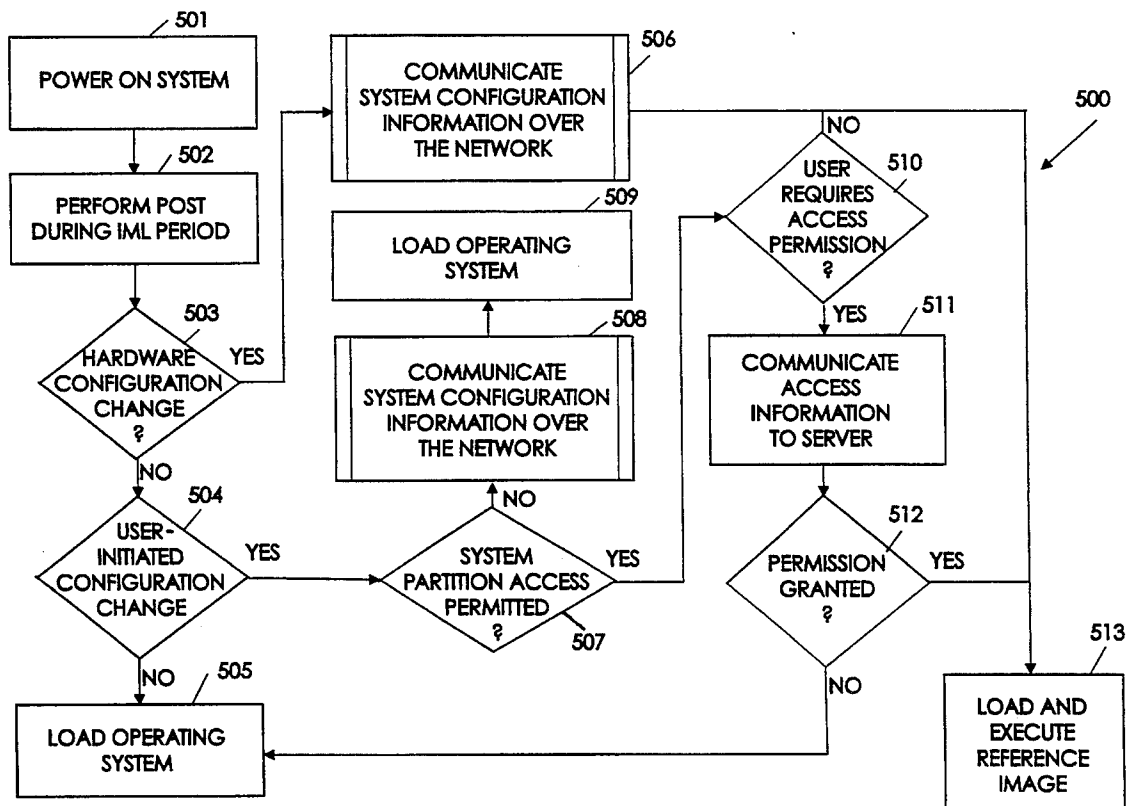 501
POWER ON SYSTEM
502
PERFORM POST
DURING IML PERIOD
503
HARDWARE
CONFIGURATION
CHANGE
?
YES
NO
504
USER-
INITIATED
CONFIGURATION
CHANGE
YES
NO
505
LOAD OPERATING
SYSTEM
506
COMMUNICATE
SYSTEM CONFIGURATION
INFORMATION OVER
THE NETWORK
509
LOAD OPERATING
SYSTEM
508
COMMUNICATE
SYSTEM CONFIGURATION
INFORMATION OVER
THE NETWORK
NO
SYSTEM
PARTITION ACCESS
PERMITTED
?
507
YES
500
NO
510
USER
REQUIRES
ACCESS
PERMISSION
?
YES
511
COMMUNICATE
ACCESS
INFORMATION
TO SERVER
512
PERMISSION
GRANTED
?
YES
NO
513
LOAD AND
EXECUTE
REFERENCE
IMAGE